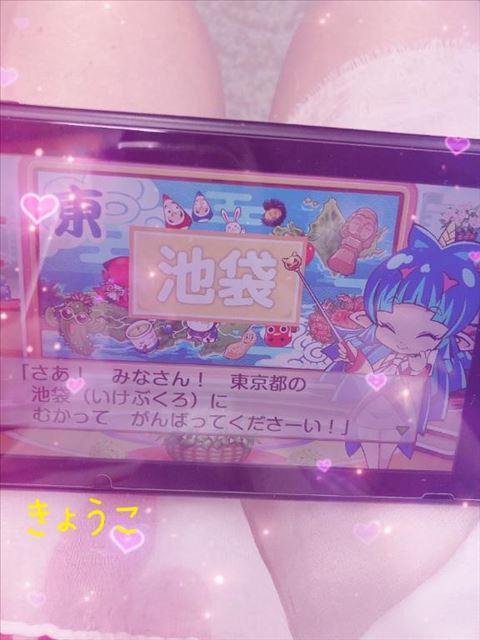 東
池袋
「さあ！　みなさん！　東京都の
池袋（いけぶくろ）に
むかって　がんばってくださーい！」
きょうこ